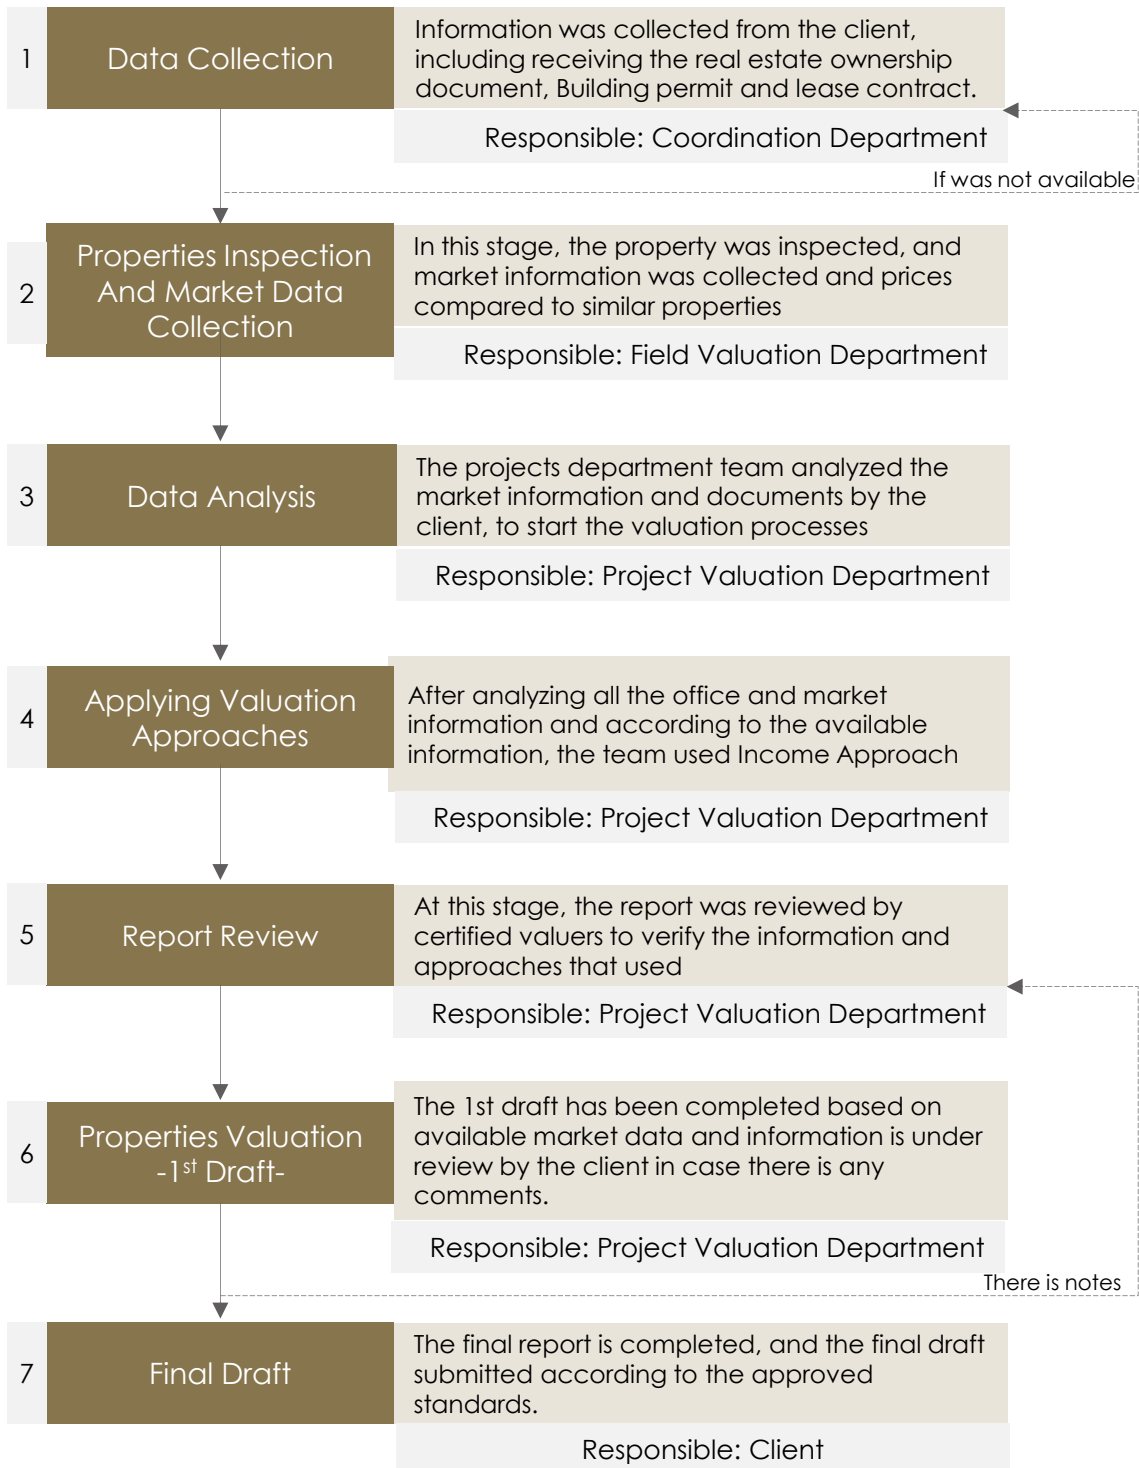 1
Data Collection
Information was collected from the client,
including receiving the real estate ownership
document, Building permit and lease contract.
Responsible: Coordination Department
If was not available
2
Properties Inspection
And Market Data
Collection
In this stage, the property was inspected, and
market information was collected and prices
compared to similar properties
Responsible: Field Valuation Department
3
Data Analysis
The projects department team analyzed the
market information and documents by the
client, to start the valuation processes
Responsible: Project Valuation Department
4
Applying Valuation
Approaches
After analyzing all the office and market
information and according to the available
information, the team used Income Approach
Responsible: Project Valuation Department
5
Report Review
At this stage, the report was reviewed by
certified valuers to verify the information and
approaches that used
Responsible: Project Valuation Department
6
Properties Valuation
-1st Draft-
The 1st draft has been completed based on
available market data and information is under
review by the client in case there is any
comments.
Responsible: Project Valuation Department
There is notes
7
Final Draft
The final report is completed, and the final draft
submitted according to the approved
standards.
Responsible: Client